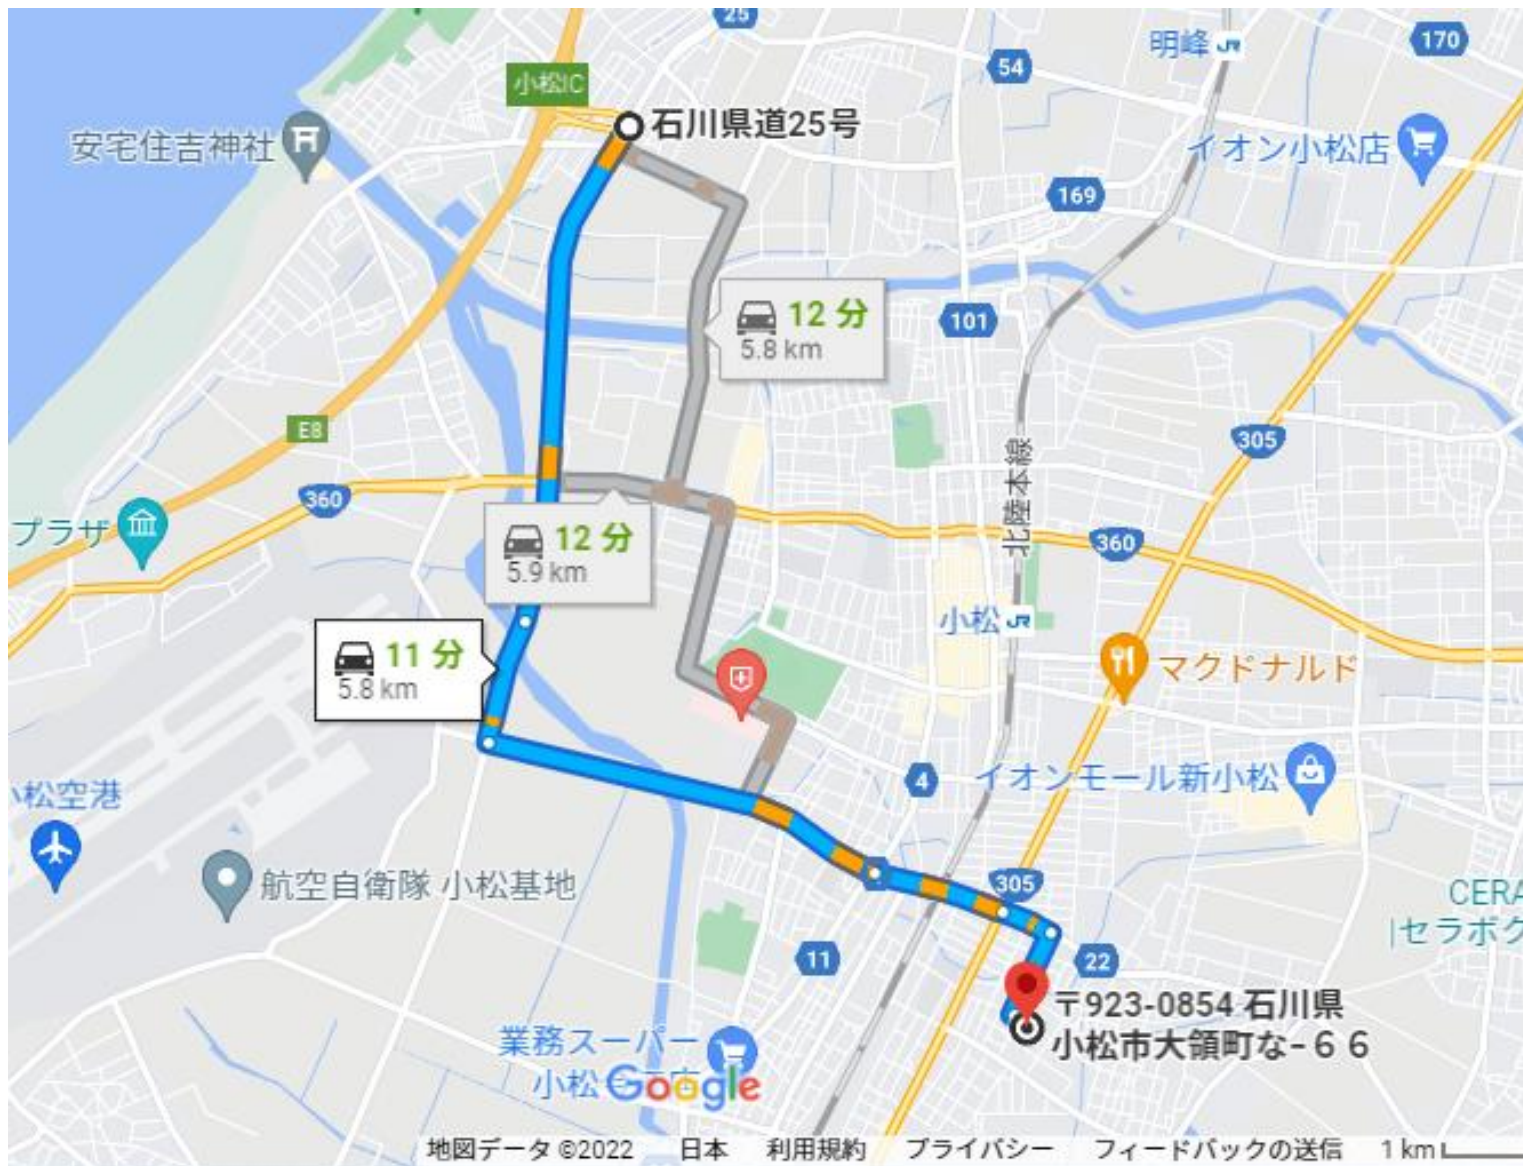 25
明峰
170
54
小松IC
石川県道25号
安宅住吉神社
イオン小松店
169
12 分
5.8 km
101
E8
305
北陸本線
360
プラザ
12 分
5.9 km
360
小松
11 分
5.8 km
マクドナルド
4
イオンモール新小松
小松空港
航空自衛隊 小松基地
305
CERA
セラボク
11
22
〒923-0854 石川県
小松市大領町な-６６
業務スーパー
小松
Google
地図データ ©2022 日本 利用規約 プライバシー フィードバックの送信 1 km